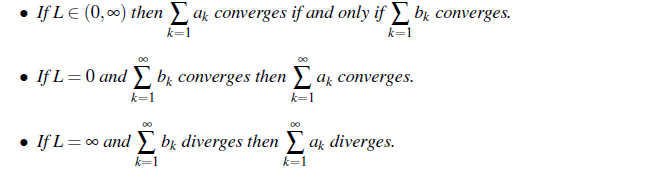 • If L ∈ (0, ∞) then ∑_{k=1} a_k converges if and only if ∑_{k=1} b_k converges.
• If L = 0 and ∑_{k=1}^{∞} b_k converges then ∑_{k=1}^{∞} a_k converges.
• If L = ∞ and ∑_{k=1}^{∞} b_k diverges then ∑_{k=1}^{∞} a_k diverges.